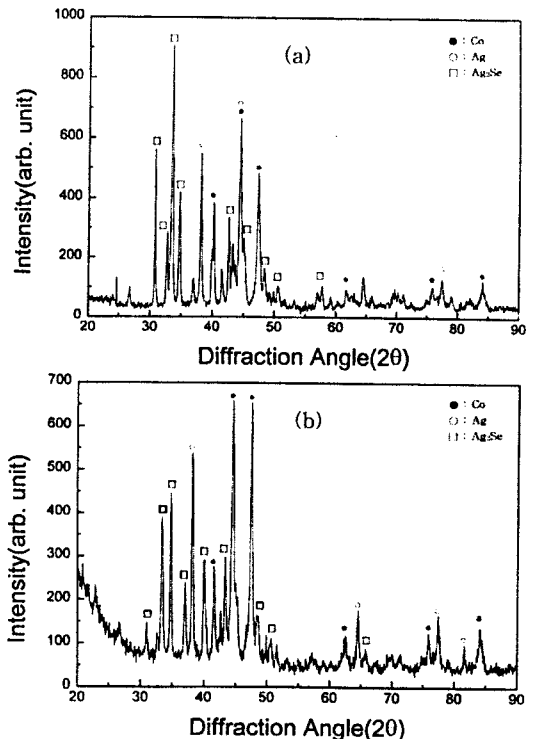 1000
800
600
400
200
0
Intensity(arb. unit)
(a)
● : Co
○ : Ag
□ : Ag₂Se
20 30 40 50 60 70 80 90
Diffraction Angle(2θ)
700
600
500
400
300
200
100
0
Intensity(arb. unit)
(b)
● : Co
○ : Ag
□ : Ag₂Se
20 30 40 50 60 70 80 90
Diffraction Angle(2θ)